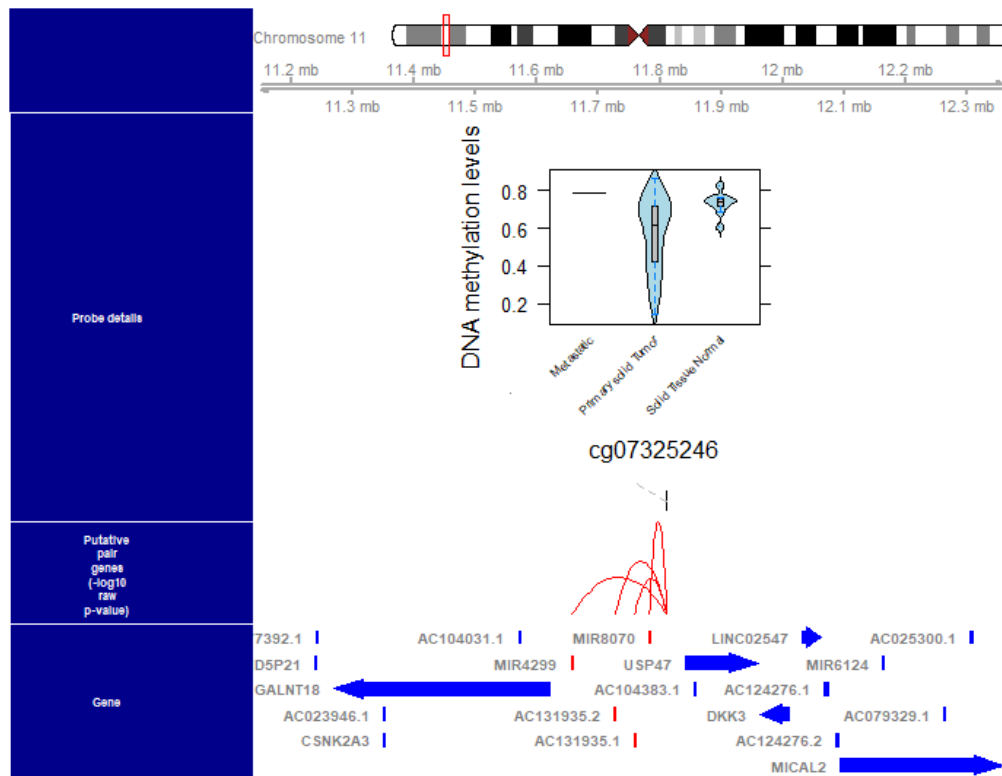 Chromosome 11
11.2 mb 11.4 mb 11.6 mb 11.8 mb 12 mb 12.2 mb
11.3 mb 11.5 mb 11.7 mb 11.9 mb 12.1 mb 12.3 mb
Probe details
DNA methylation levels
0.8
0.6
0.4
0.2
Metastatic
Primary solid Tumor
Solid Tissue Normal
cg07325246
Putative
pair
genes
(-log10
raw
p-value)
Gene
7392.1 AC104031.1 MIR8070 LINC02547 AC025300.1
D5P21 MIR4299 USP47 MIR6124
GALNT18 AC104383.1 AC124276.1
AC023946.1 AC131935.2 DKK3 AC079329.1
CSNK2A3 AC131935.1 AC124276.2
MICAL2